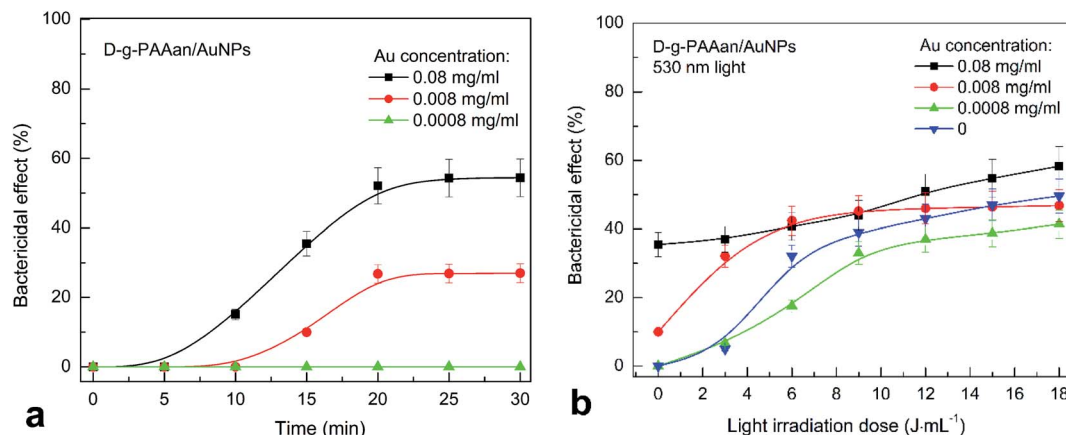 D-g-PAAan/AuNPs
Au concentration:
0.08 mg/ml
0.008 mg/ml
0.0008 mg/ml
Bactericidal effect (%)
100
80
60
40
20
0
0 5 10 15 20 25 30
Time (min)
a
D-g-PAAan/AuNPs
530 nm light
Au concentration:
0.08 mg/ml
0.008 mg/ml
0.0008 mg/ml
0
Bactericidal effect (%)
100
80
60
40
20
0
0 2 4 6 8 10 12 14 16 18
Light irradiation dose (J·mL⁻¹)
b